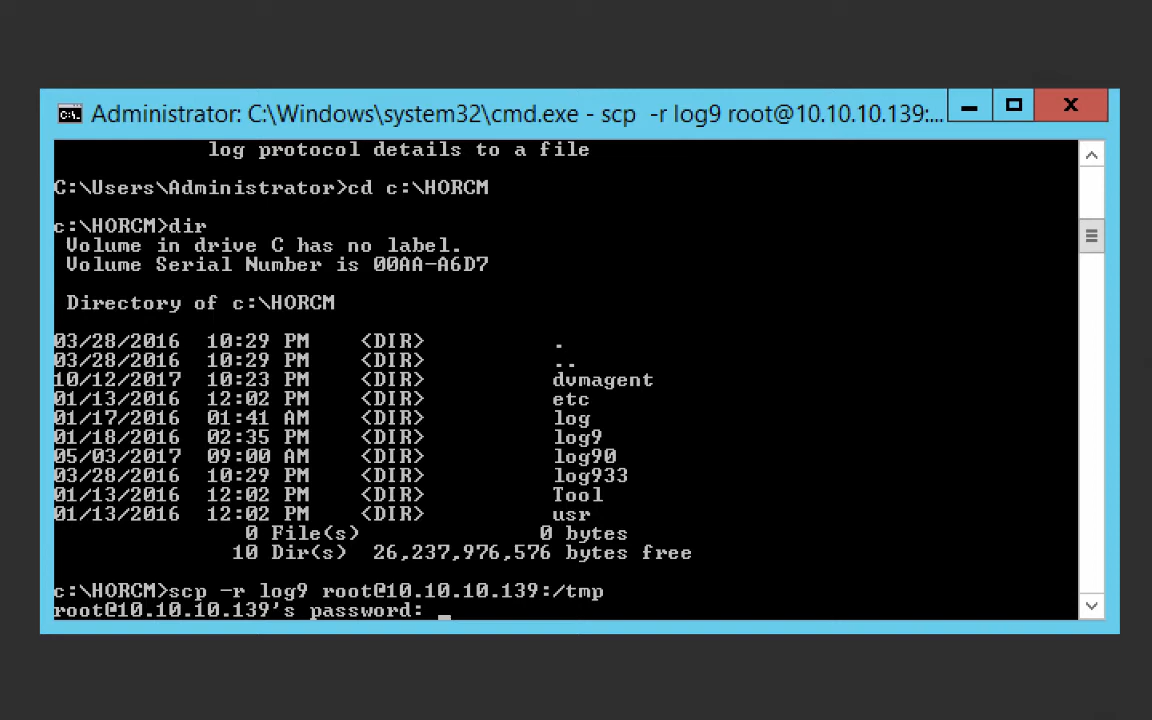 Administrator: C:\Windows\system32\cmd.exe - scp -r log9 root@10.10.10.139:...
log protocol details to a file
C:\Users\Administrator>cd c:\HORCM
c:\HORCM>dir
Volume in drive C has no label.
Volume Serial Number is 00AA-A6D7
Directory of c:\HORCM
03/28/2016 10:29 PM <DIR> .
03/28/2016 10:29 PM <DIR> ..
10/12/2017 10:23 PM <DIR> dvmagent
01/13/2016 12:02 PM <DIR> etc
01/17/2016 01:41 AM <DIR> log
01/18/2016 02:35 PM <DIR> log9
05/03/2017 09:00 AM <DIR> log90
03/28/2016 10:29 PM <DIR> log933
01/13/2016 12:02 PM <DIR> Tool
01/13/2016 12:02 PM <DIR> usr
0 File(s) 0 bytes
10 Dir(s) 26,237,976,576 bytes free
c:\HORCM>scp -r log9 root@10.10.10.139:/tmp
root@10.10.10.139's password: _